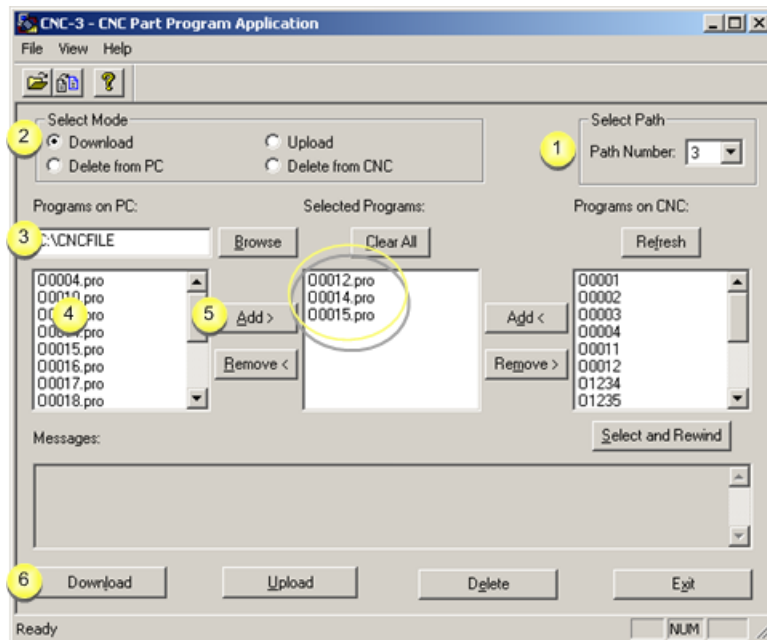 CNC-3 - CNC Part Program Application
File View Help
Select Mode
Select Path
2
Download
Upload
1
Path Number: 3
Delete from PC
Delete from CNC
Programs on PC:
Selected Programs:
Programs on CNC:
3
:\CNCFILE
Browse
Clear All
Refresh
O0004.pro
4
O0015.pro
O0016.pro
O0017.pro
O0018.pro
5
Add >
Remove <
O0012.pro
O0014.pro
O0015.pro
Add <
Remove >
O0001
O0002
O0003
O0004
O0011
O0012
O1234
O1235
Messages:
Select and Rewind
6
Download
Upload
Delete
Exit
Ready
NUM